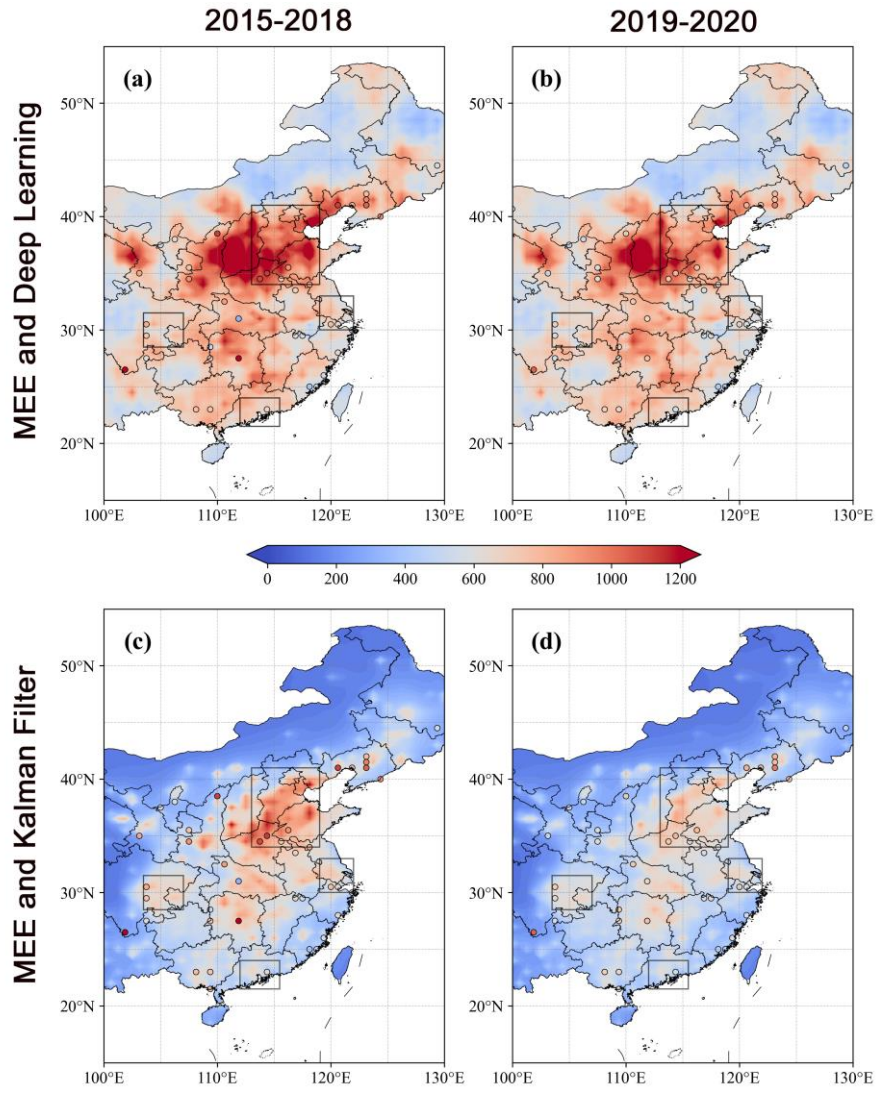 2015-2018 2019-2020
MEE and Deep Learning
(a) (b)
50°N 50°N
40°N 40°N
30°N 30°N
20°N 20°N
100°E 110°E 120°E 130°E 100°E 110°E 120°E 130°E
0 200 400 600 800 1000 1200
MEE and Kalman Filter
(c) (d)
50°N 50°N
40°N 40°N
30°N 30°N
20°N 20°N
100°E 110°E 120°E 130°E 100°E 110°E 120°E 130°E